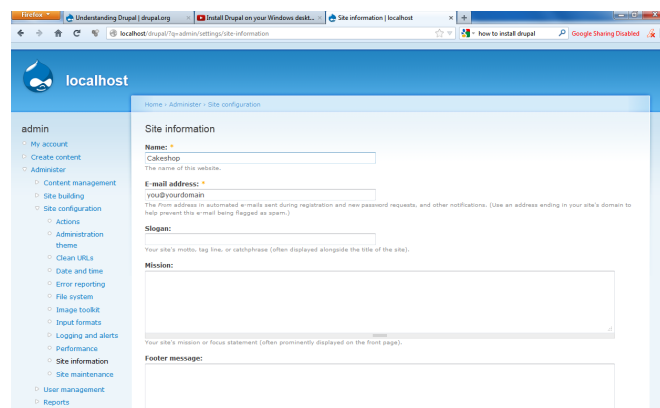 Firefox
Understanding Drupal | drupal.org
Install Drupal on your Windows deskt...
Site information | localhost
localhost/drupal/?q=admin/settings/site-information
how to install drupal
Google Sharing Disabled
localhost
Home › Administer › Site configuration
admin
My account
Create content
Administer
Content management
Site building
Site configuration
Actions
Administration
theme
Clean URLs
Date and time
Error reporting
File system
Image toolkit
Input formats
Logging and alerts
Performance
Site information
Site maintenance
User management
Reports
Site information
Name: *
Cakeshop
The name of this website.
E-mail address: *
you@yourdomain
The From address in automated e-mails sent during registration and new password requests, and other notifications. (Use an address ending in your site's domain to
help prevent this e-mail being flagged as spam.)
Slogan:
Your site's motto, tag line, or catchphrase (often displayed alongside the title of the site).
Mission:
Your site's mission or focus statement (often prominently displayed on the front page).
Footer message: